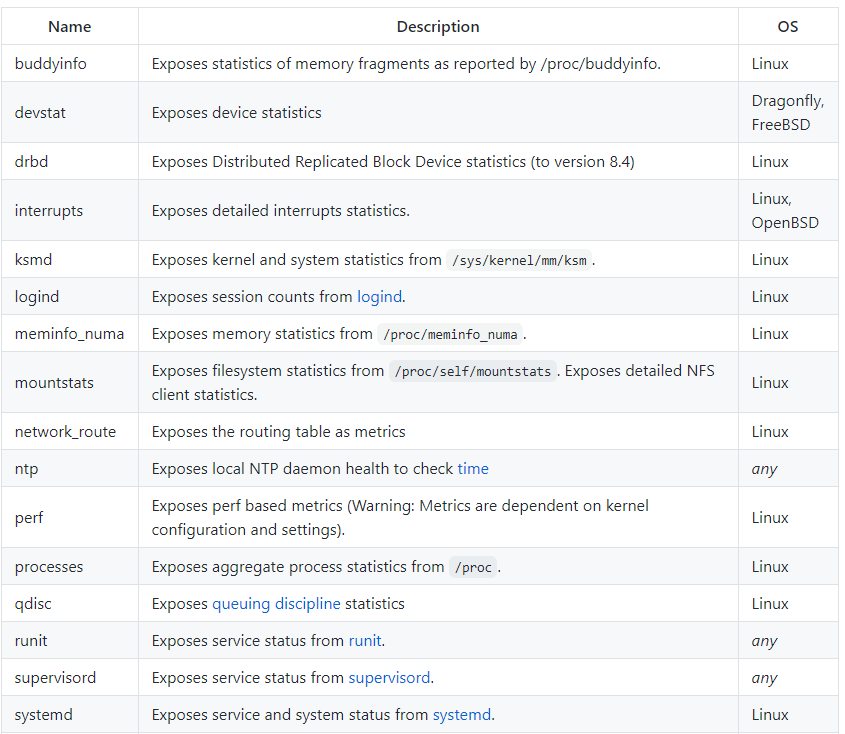 Name Description OS
buddyinfo Exposes statistics of memory fragments as reported by /proc/buddyinfo. Linux
devstat Exposes device statistics Dragonfly,
FreeBSD
drbd Exposes Distributed Replicated Block Device statistics (to version 8.4) Linux
interrupts Exposes detailed interrupts statistics. Linux,
OpenBSD
ksmd Exposes kernel and system statistics from /sys/kernel/mm/ksm. Linux
logind Exposes session counts from logind. Linux
meminfo_numa Exposes memory statistics from /proc/meminfo_numa. Linux
mountstats Exposes filesystem statistics from /proc/self/mountstats. Exposes detailed NFS
client statistics. Linux
network_route Exposes the routing table as metrics Linux
ntp Exposes local NTP daemon health to check time any
perf Exposes perf based metrics (Warning: Metrics are dependent on kernel
configuration and settings). Linux
processes Exposes aggregate process statistics from /proc. Linux
qdisc Exposes queuing discipline statistics Linux
runit Exposes service status from runit. any
supervisord Exposes service status from supervisord. any
systemd Exposes service and system status from systemd. Linux